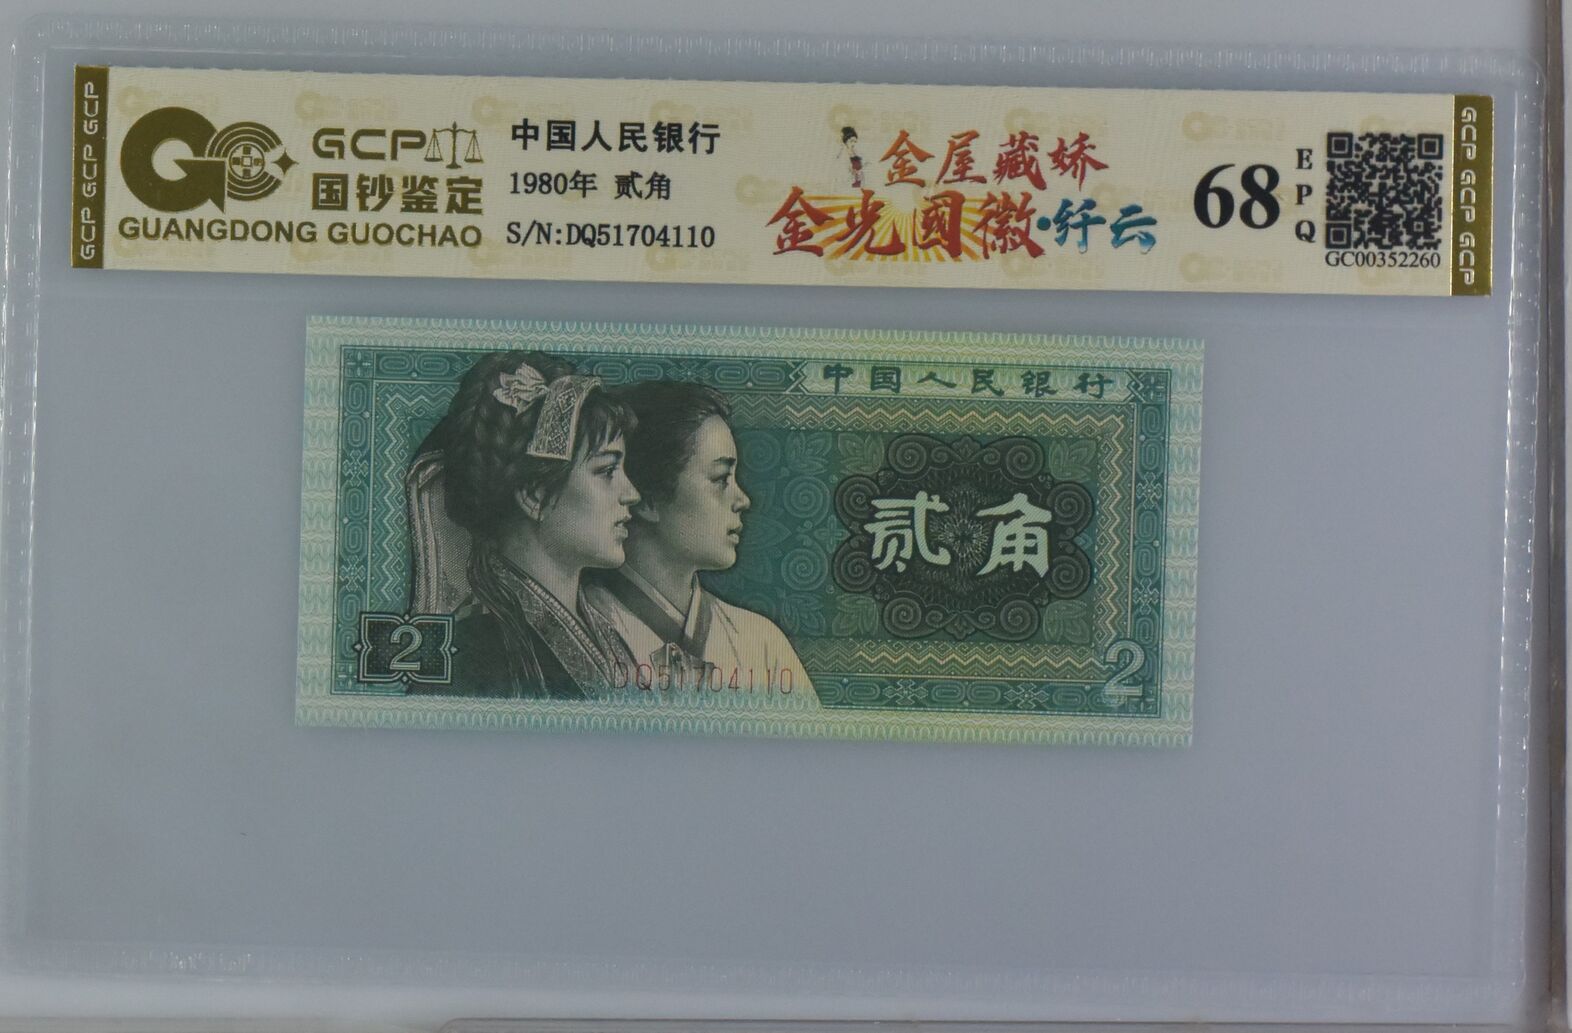 GCP GCP GCP
GCP
国钞鉴定
GUANGDONG GUOCHAO
中国人民银行
1980年 贰角
S/N:DQ51704110
金屋藏娇
金光國徽·纤云
68
EPQ
GC00352260
GCP GCP GCP
中国人民银行
贰角
2
DQ51704110
2